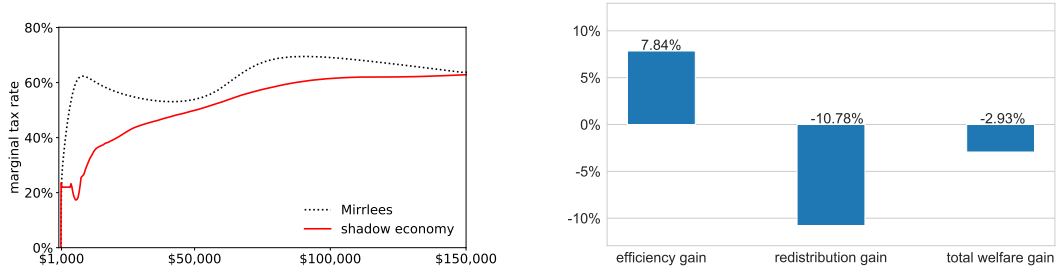 80%
60%
40%
20%
0%
marginal tax rate
Mirrlees
shadow economy
$1,000
$50,000
$100,000
$150,000
10%
5%
0%
-5%
-10%
7.84%
-10.78%
-2.93%
efficiency gain
redistribution gain
total welfare gain